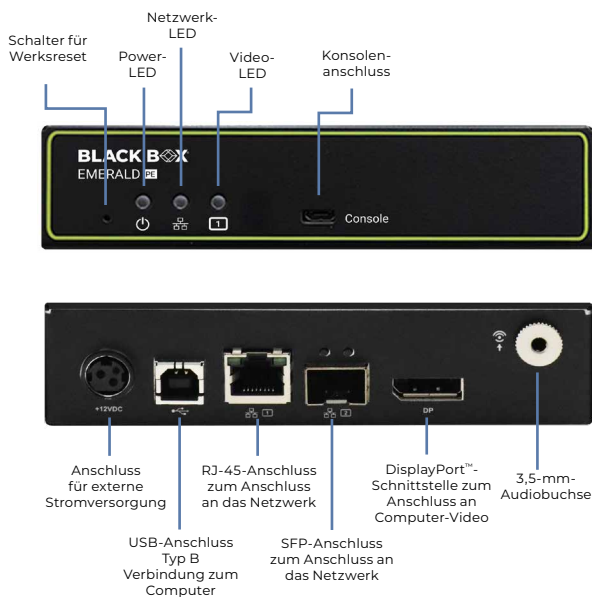 Netzwerk-
LED
Schalter für
Werksreset
Power-
LED
Video-
LED
Konsolen-
anschluss
BLACK BOX
EMERALD PE
1
Console
+12VDC
1
2
DP
Anschluss
für externe
Stromversorgung
RJ-45-Anschluss
zum Anschluss
an das Netzwerk
DisplayPort™-
Schnittstelle zum
Anschluss an
Computer-Video
3,5-mm-
Audiobuchse
USB-Anschluss
Typ B
Verbindung zum
Computer
SFP-Anschluss
zum Anschluss an
das Netzwerk